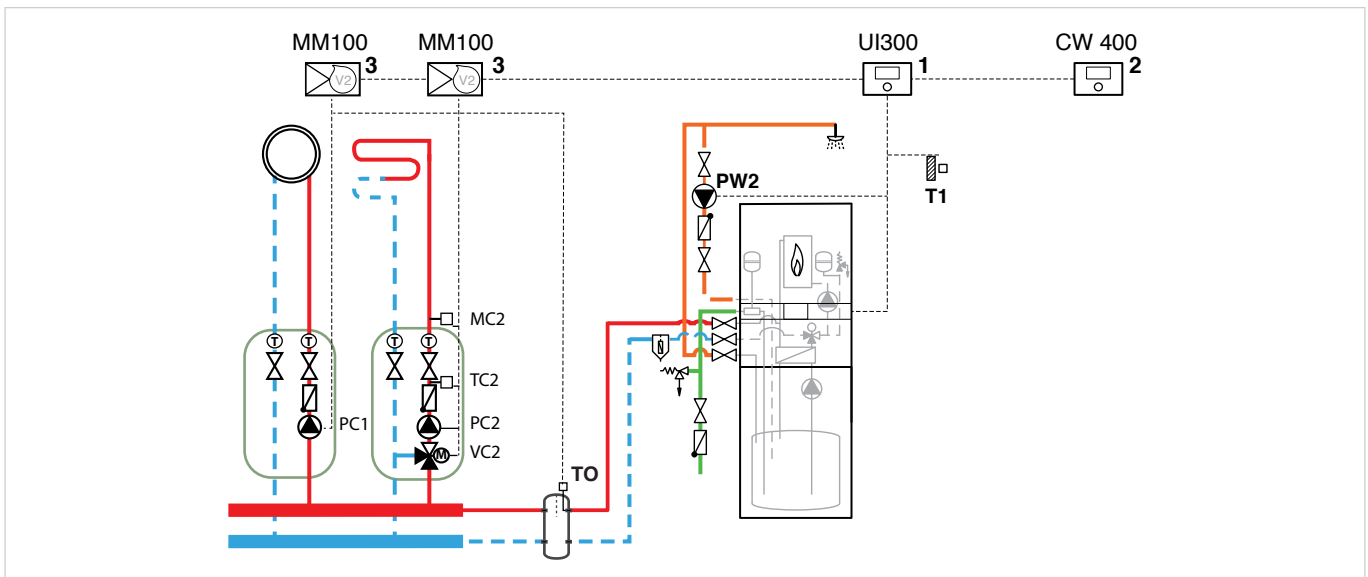 MM100 MM100 UI300 CW 400
3 3 1 2
V2 V2
PW2
T1
MC2
T T T T
TC2
PC1 PC2
M VC2
TO